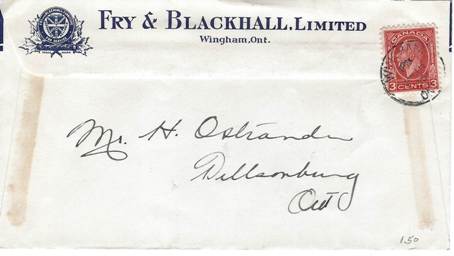 FRY & BLACKHALL, LIMITED
Wingham, Ont.
CANADA
3 CENTS 3
Mr. H. Ostrander
Tillsonburg
Ont
1.50